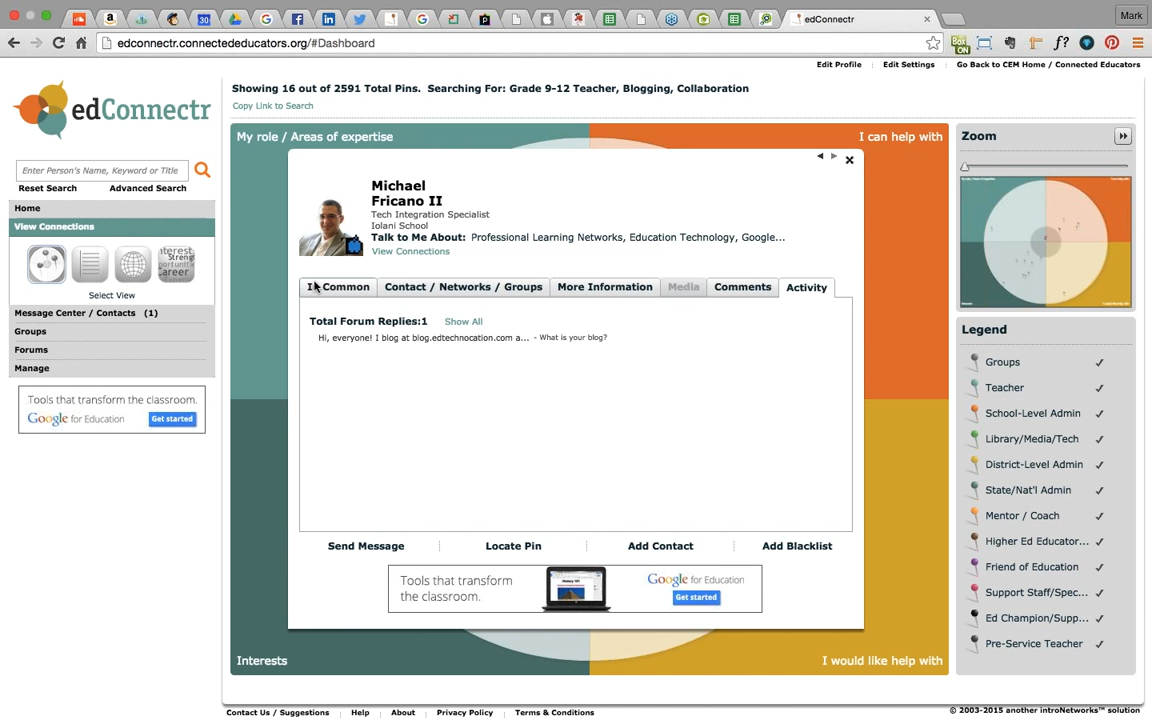 edConnectr
Mark
edconnectr.connectededucators.org/#Dashboard
Edit Profile
Edit Settings
Go Back to CEM Home / Connected Educators
edConnectr
Enter Person's Name, Keyword or Title
Reset Search
Advanced Search
Home
View Connections
Select View
Message Center / Contacts (1)
Groups
Forums
Manage
Tools that transform the classroom.
Google for Education
Get started
Showing 16 out of 2591 Total Pins. Searching For: Grade 9-12 Teacher, Blogging, Collaboration
Copy Link to Search
My role / Areas of expertise
I can help with
Michael
Fricano II
Tech Integration Specialist
Iolani School
Talk to Me About: Professional Learning Networks, Education Technology, Google...
View Connections
In Common
Contact / Networks / Groups
More Information
Media
Comments
Activity
Total Forum Replies:1
Show All
Hi, everyone! I blog at blog.edtechnocation.com a... - What is your blog?
Send Message
Locate Pin
Add Contact
Add Blacklist
Tools that transform
the classroom.
Google for Education
Get started
Interests
I would like help with
Zoom
Legend
Groups
Teacher
School-Level Admin
Library/Media/Tech
District-Level Admin
State/Nat'l Admin
Mentor / Coach
Higher Ed Educator...
Friend of Education
Support Staff/Spec...
Ed Champion/Supp...
Pre-Service Teacher
Contact Us / Suggestions
Help
About
Privacy Policy
Terms & Conditions
© 2003-2015 another introNetworks™ solution